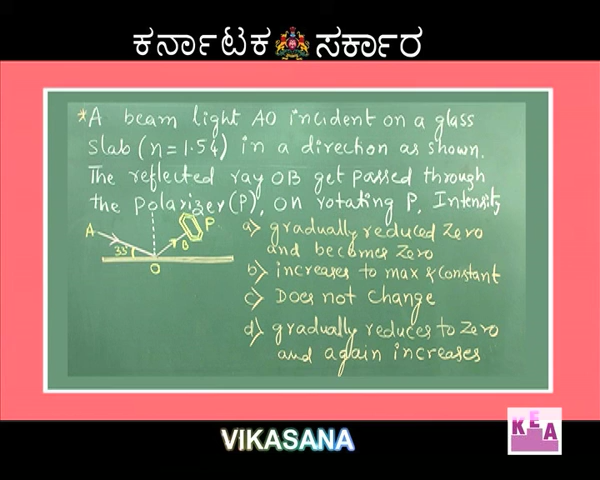 ಕರ್ನಾಟಕ ಸರ್ಕಾರ
*A beam light AO incident on a glass
slab (n=1.54) in a direction as shown.
The reflected ray OB get passed through
the polarizer(P), on rotating P, Intensity
A 33° O B P
a) gradually reduced zero
and becomes zero
b) increases to max & constant
c) Does not change
d) gradually reduces to zero
and again increases
KEA
VIKASANA